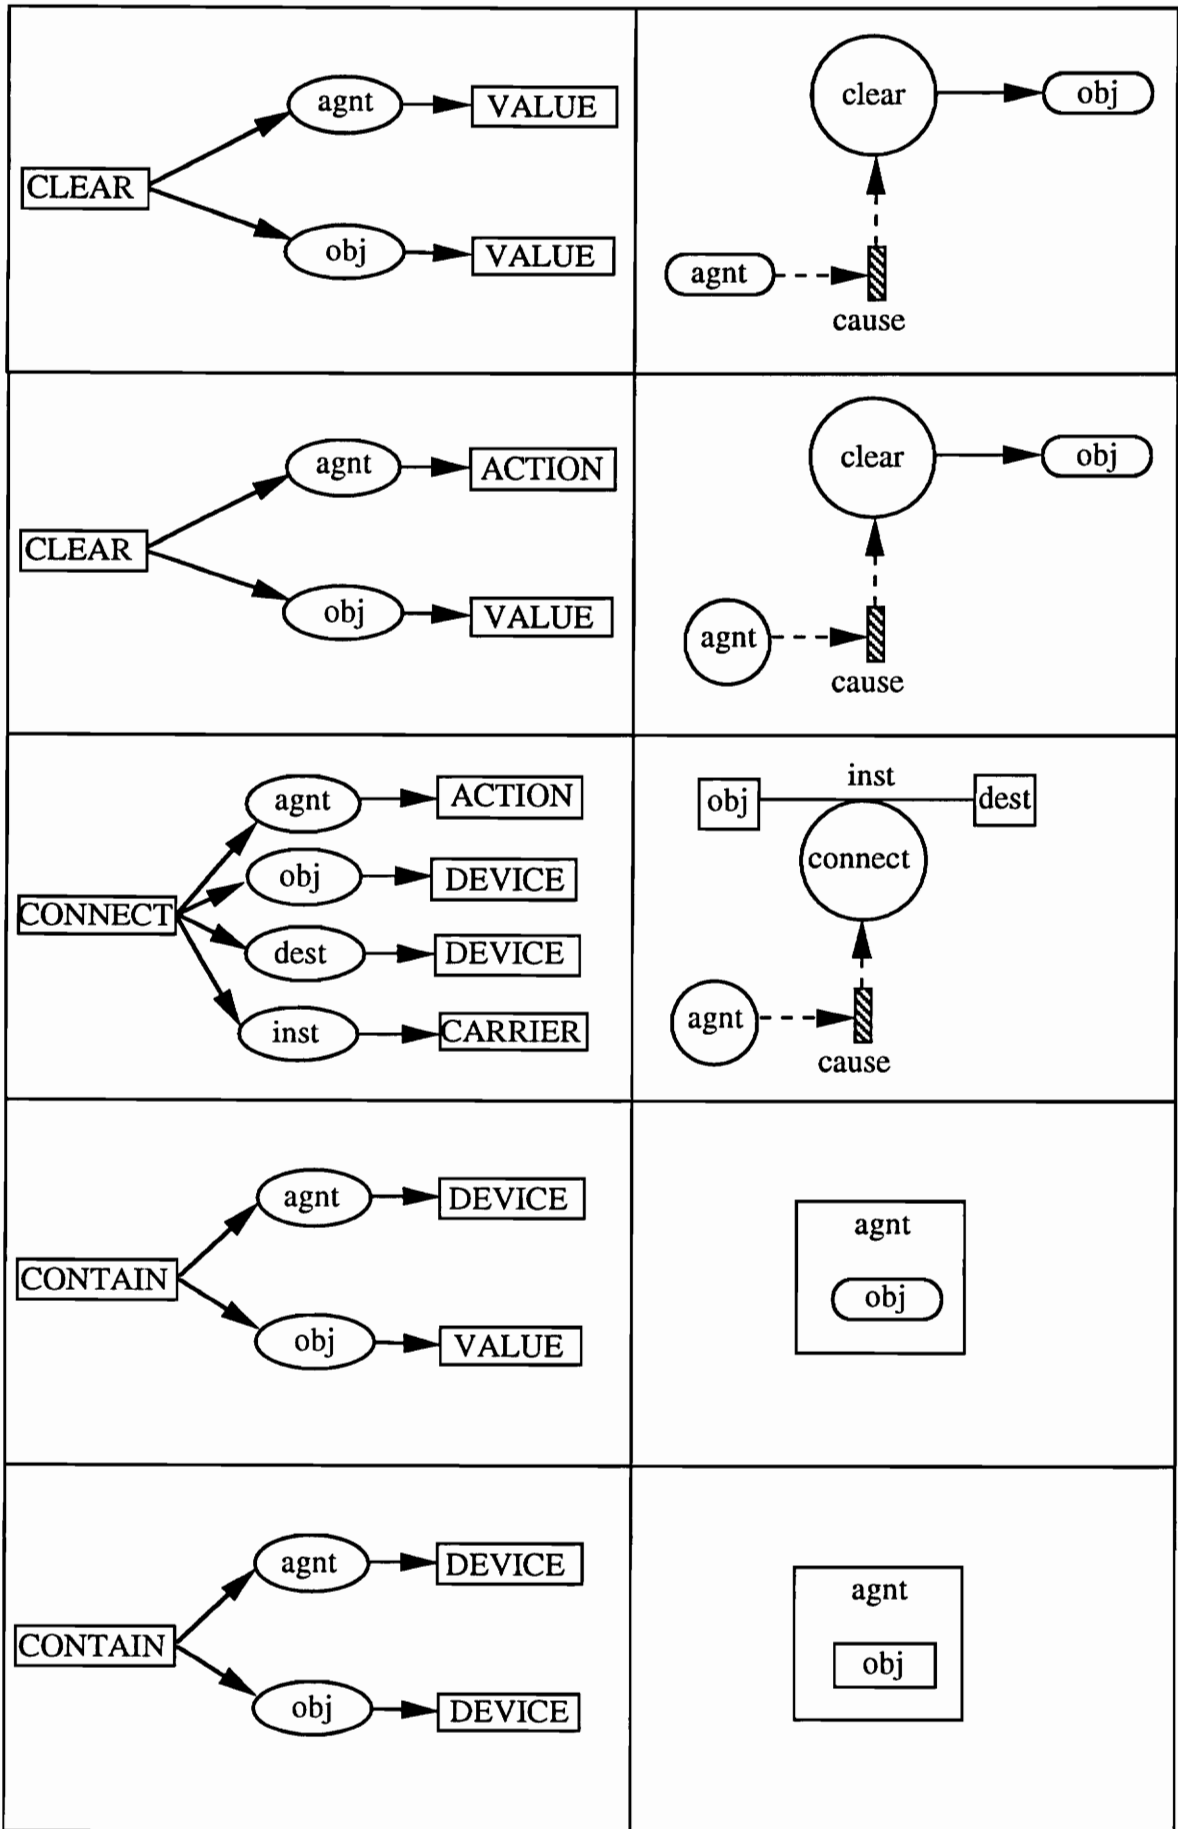 agnt VALUE
CLEAR
obj VALUE
clear obj
agnt
cause
agnt ACTION
CLEAR
obj VALUE
clear obj
agnt
cause
agnt ACTION
obj DEVICE
CONNECT
dest DEVICE
inst CARRIER
inst
obj dest
connect
agnt
cause
agnt DEVICE
CONTAIN
obj VALUE
agnt
obj
agnt DEVICE
CONTAIN
obj DEVICE
agnt
obj